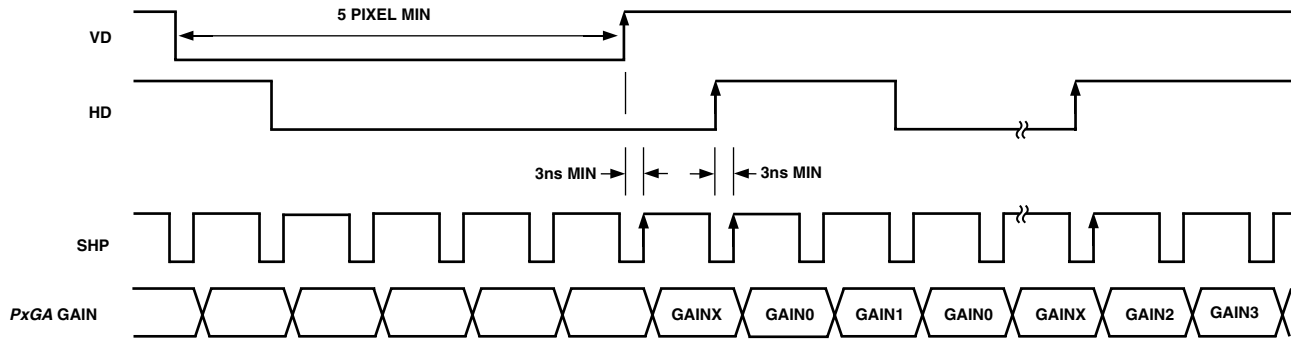 5 PIXEL MIN
VD
HD
3ns MIN
3ns MIN
SHP
PxGA GAIN
GAINX
GAIN0
GAIN1
GAIN0
GAINX
GAIN2
GAIN3